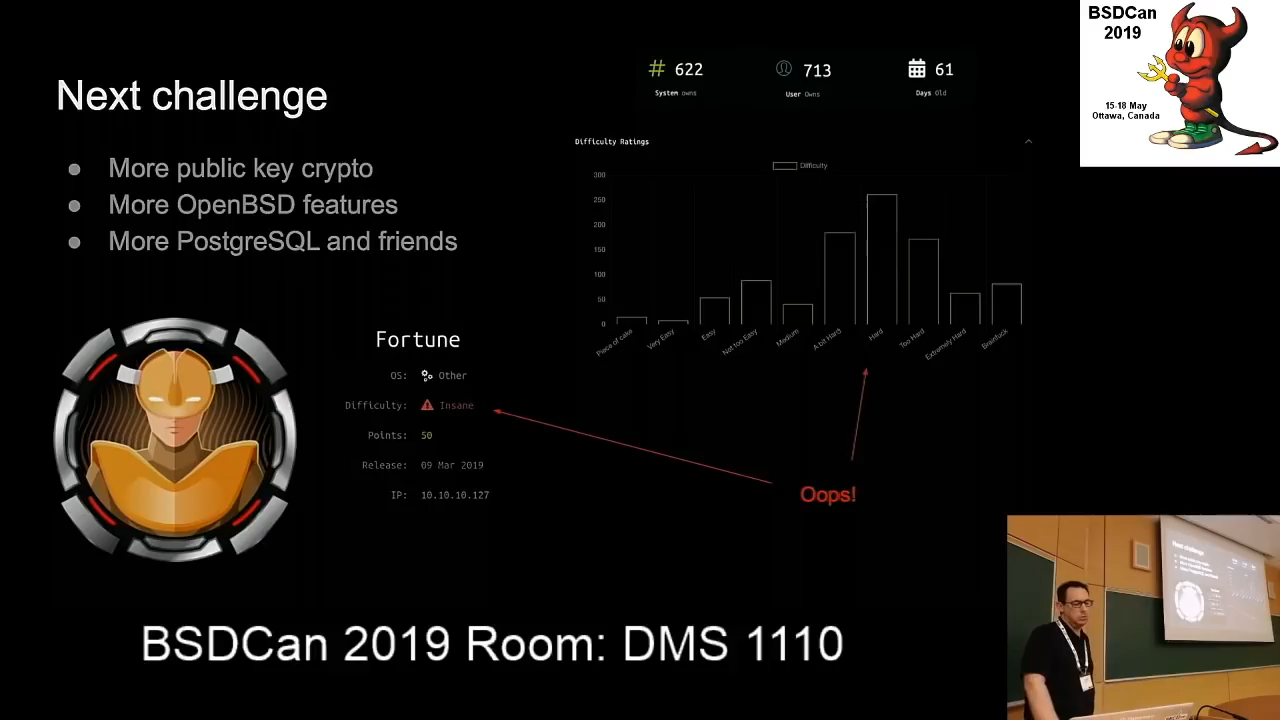 Next challenge
More public key crypto
More OpenBSD features
More PostgreSQL and friends
# 622
System owns
713
User Owns
61
Days Old
Difficulty Ratings
Difficulty
300
250
200
150
100
50
0
Piece of cake
Very Easy
Easy
Not too Easy
Medium
A bit Hard
Hard
Too Hard
Extremely Hard
Brainfuck
Fortune
OS: Other
Difficulty: Insane
Points: 50
Release: 09 Mar 2019
IP: 10.10.10.127
Oops!
BSDCan
2019
15-18 May
Ottawa, Canada
Next challenge
BSDCan 2019 Room: DMS 1110